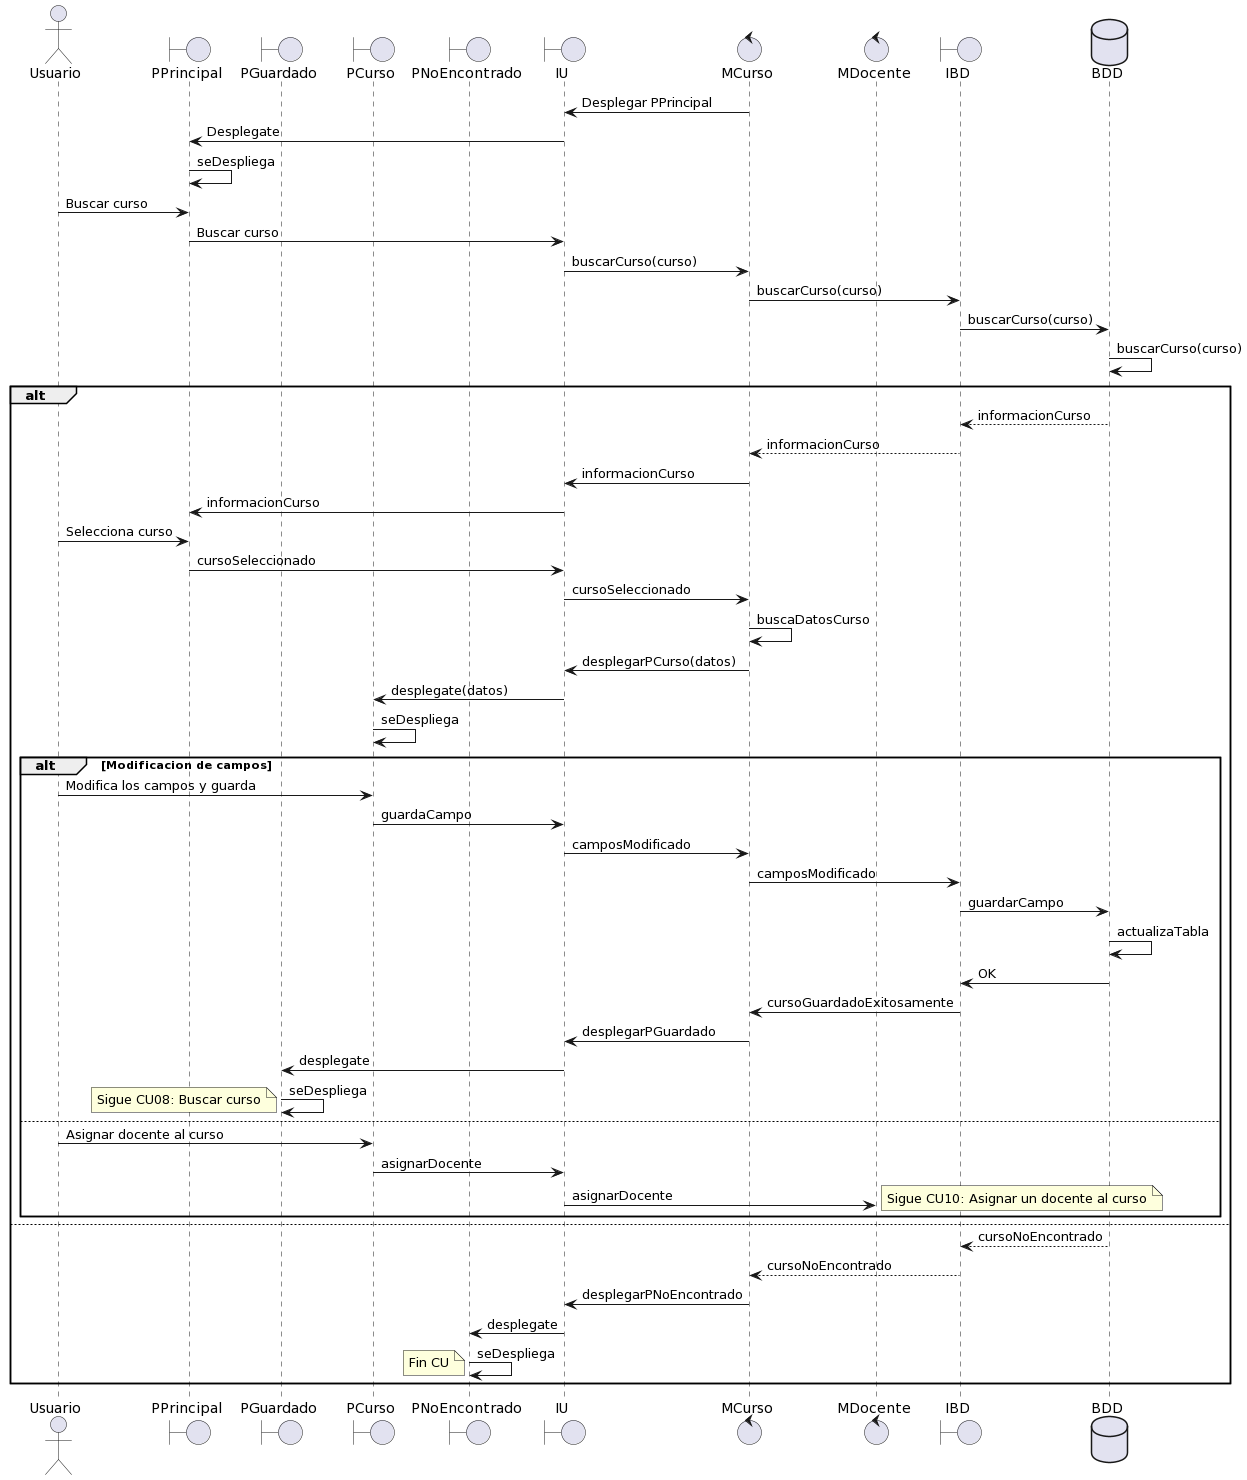 Usuario PPrincipal PGuardado PCurso PNoEncontrado IU MCurso MDocente IBD BDD
Desplegar PPrincipal
Desplegate
seDespliega
Buscar curso
Buscar curso
buscarCurso(curso)
buscarCurso(curso)
buscarCurso(curso)
buscarCurso(curso)
alt
informacionCurso
informacionCurso
informacionCurso
informacionCurso
Selecciona curso
cursoSeleccionado
cursoSeleccionado
buscaDatosCurso
desplegarPCurso(datos)
desplegate(datos)
seDespliega
alt [Modificacion de campos]
Modifica los campos y guarda
guardaCampo
camposModificado
camposModificado
guardarCampo
actualizaTabla
OK
cursoGuardadoExitosamente
desplegarPGuardado
desplegate
Sigue CU08: Buscar curso seDespliega
Asignar docente al curso
asignarDocente
asignarDocente Sigue CU10: Asignar un docente al curso
cursoNoEncontrado
cursoNoEncontrado
desplegarPNoEncontrado
desplegate
Fin CU seDespliega
Usuario PPrincipal PGuardado PCurso PNoEncontrado IU MCurso MDocente IBD BDD